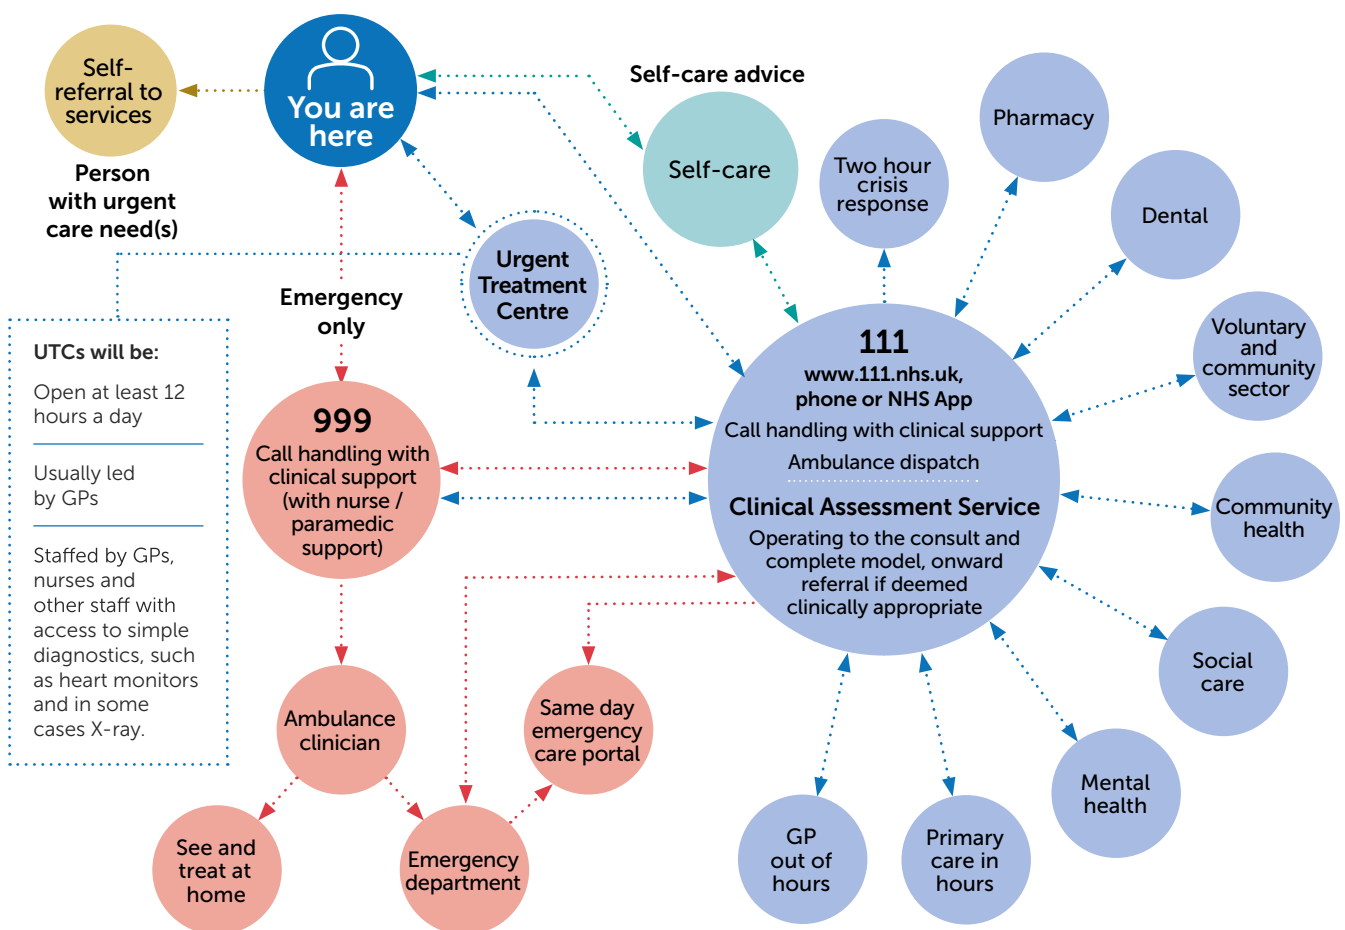 Self-
referral to
services
You are
here
Person
with urgent
care need(s)
Self-care advice
Self-care
Two hour
crisis
response
Pharmacy
Dental
Voluntary
and
community
sector
Community
health
Social
care
Mental
health
Primary
care in
hours
GP
out of
hours
Urgent
Treatment
Centre
Emergency
only
UTCs will be:
Open at least 12
hours a day
Usually led
by GPs
Staffed by GPs,
nurses and
other staff with
access to simple
diagnostics, such
as heart monitors
and in some
cases X-ray.
999
Call handling with
clinical support
(with nurse /
paramedic
support)
111
www.111.nhs.uk,
phone or NHS App
Call handling with clinical support
Ambulance dispatch
Clinical Assessment Service
Operating to the consult and
complete model, onward
referral if deemed
clinically appropriate
Ambulance
clinician
Same day
emergency
care portal
See and
treat at
home
Emergency
department